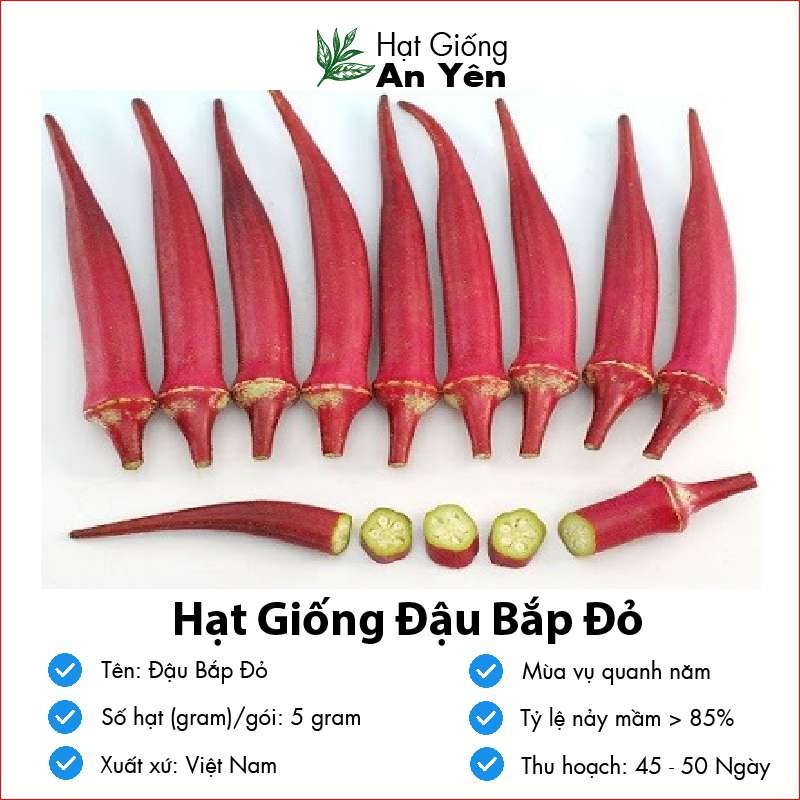 Hạt Giống
An Yên
Hạt Giống Đậu Bắp Đỏ
Tên: Đậu Bắp Đỏ
Số hạt (gram)/gói: 5 gram
Xuất xứ: Việt Nam
Mùa vụ quanh năm
Tỷ lệ nảy mầm > 85%
Thu hoạch: 45 - 50 Ngày